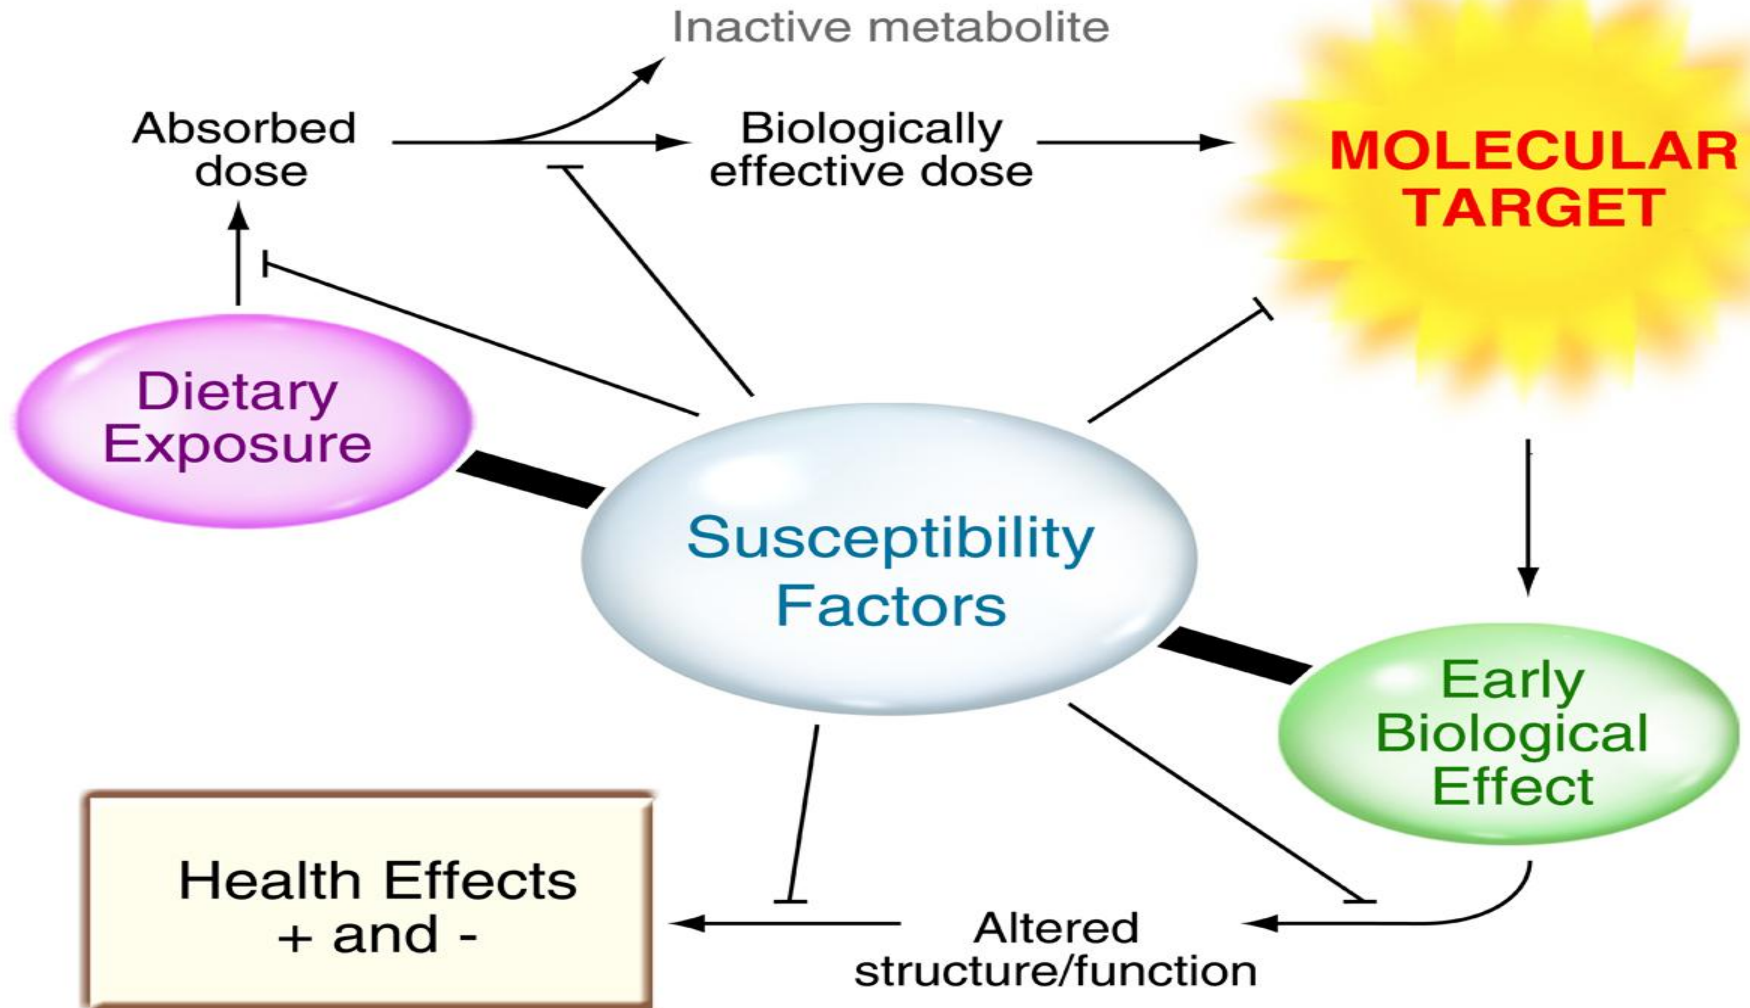 Inactive metabolite
Absorbed
dose
Biologically
effective dose
MOLECULAR
TARGET
Dietary
Exposure
Susceptibility
Factors
Early
Biological
Effect
Health Effects
+ and -
Altered
structure/function